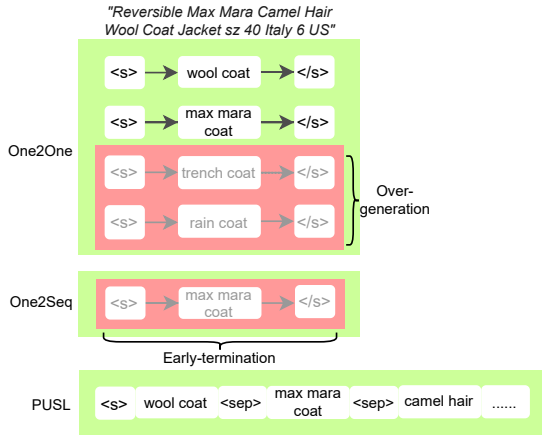 "Reversible Max Mara Camel Hair
Wool Coat Jacket sz 40 Italy 6 US"
One2One
<s> wool coat </s>
<s> max mara
coat </s>
<s> trench coat </s>
<s> rain coat </s>
Over-
generation
One2Seq
<s> max mara
coat </s>
Early-termination
PUSL
<s> wool coat <sep> max mara
coat <sep> camel hair ......